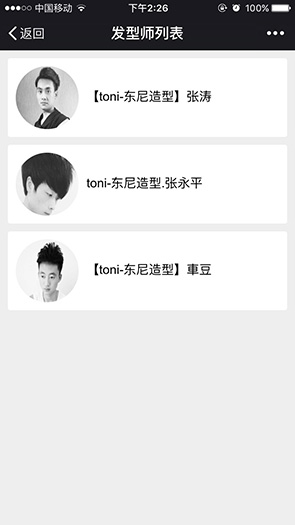 中国移动 下午2:26 100%
返回 发型师列表
【toni-东尼造型】张涛
toni-东尼造型.张永平
【toni-东尼造型】車豆